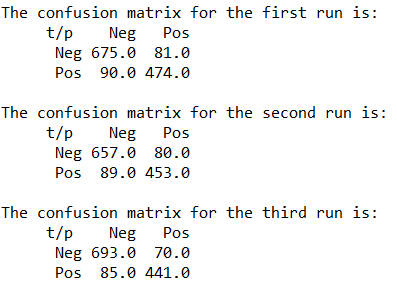 The confusion matrix for the first run is:
t/p Neg Pos
Neg 675.0 81.0
Pos 90.0 474.0
The confusion matrix for the second run is:
t/p Neg Pos
Neg 657.0 80.0
Pos 89.0 453.0
The confusion matrix for the third run is:
t/p Neg Pos
Neg 693.0 70.0
Pos 85.0 441.0